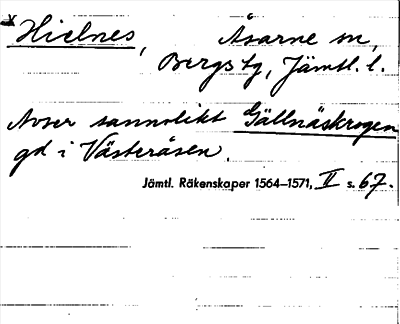 x Hielnes, Åsarne sn,
Bergs tg, Jämtl. l.
Avser sannolikt Gällnäskrogen
gd i Västeråsen.
Jämtl. Räkenskaper 1564–1571, II s. 67.